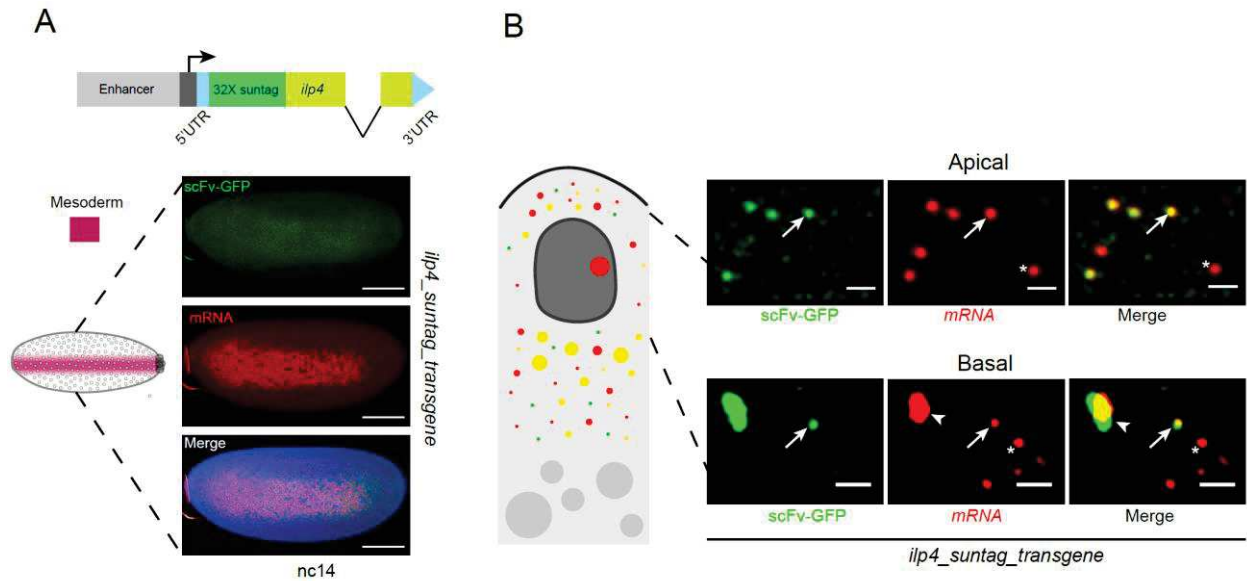 A
Enhancer
32X suntag
ilp4
5'UTR
3'UTR
Mesoderm
scFv-GFP
mRNA
Merge
ilp4_suntag_transgene
nc14
B
Apical
*
*
scFv-GFP
mRNA
Merge
Basal
*
*
scFv-GFP
mRNA
Merge
ilp4_suntag_transgene